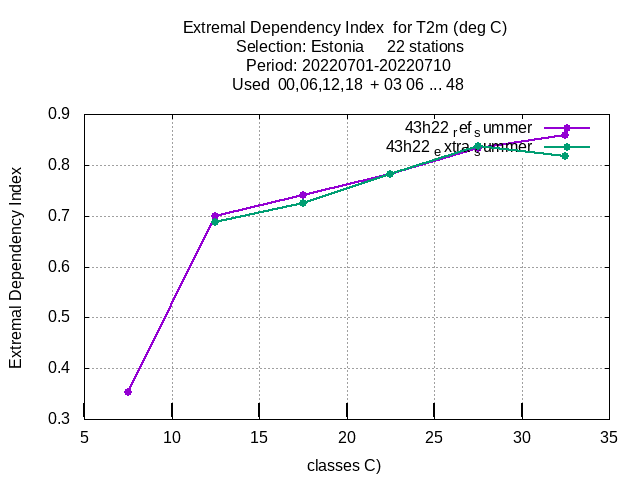 Extremal Dependency Index for T2m (deg C)
Selection: Estonia 22 stations
Period: 20220701-20220710
Used 00,06,12,18 + 03 06 ... 48
43h22 ref summer
43h22 extra summer
Extremal Dependency Index
0.9
0.8
0.7
0.6
0.5
0.4
0.3
5 10 15 20 25 30 35
classes C)